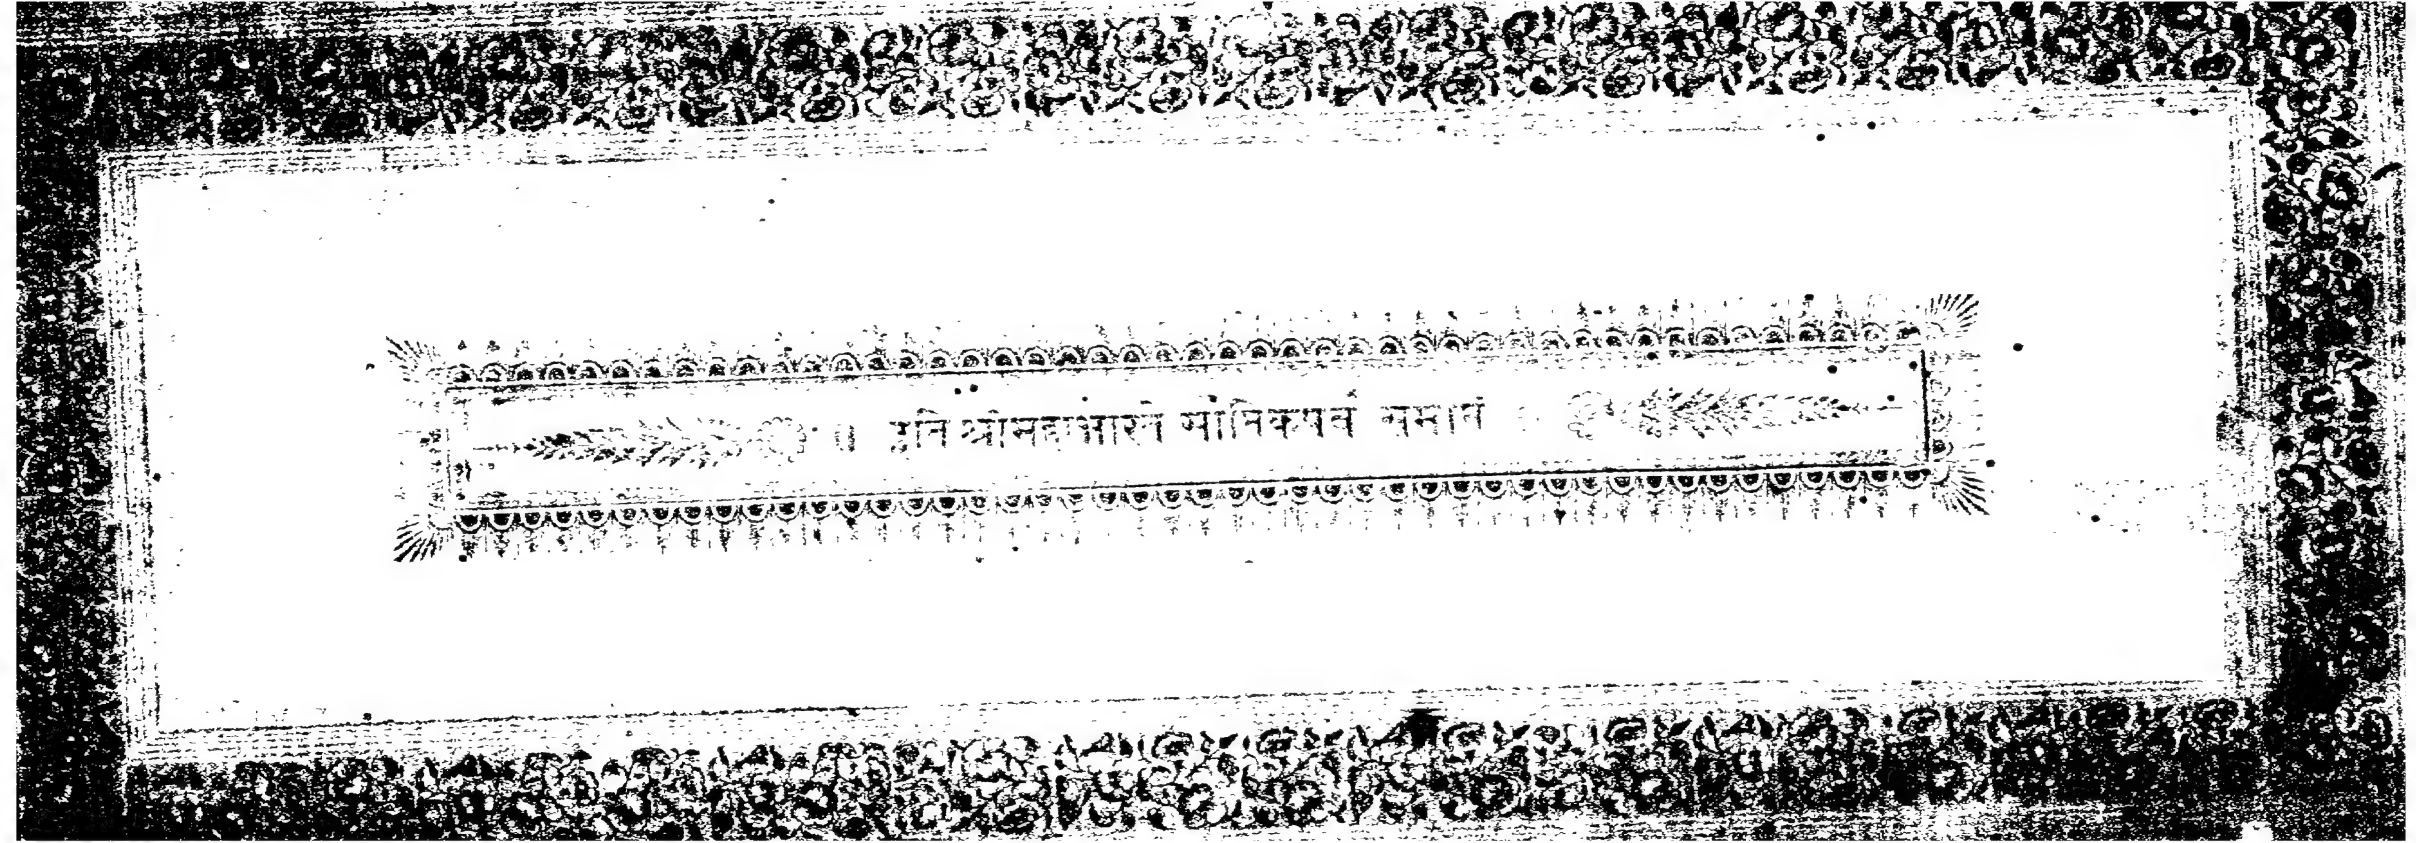 ॥ इति श्रीमहाभारते सौप्तिकपर्व समाप्तं ॥